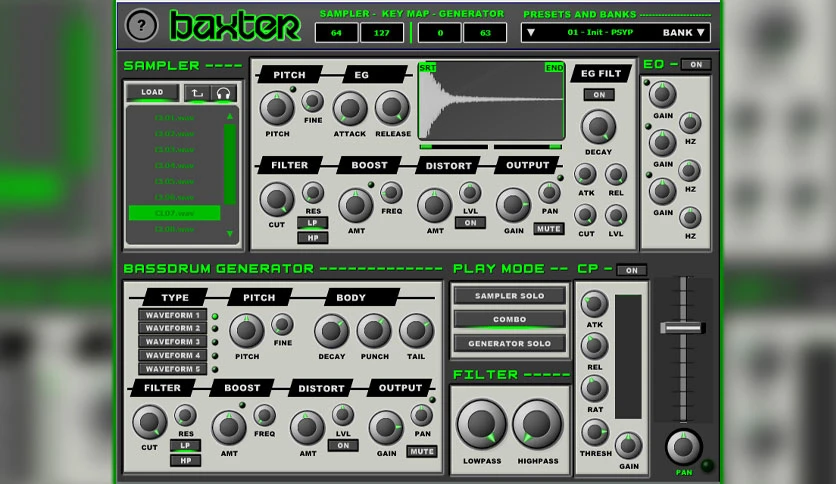 ?
baxter
SAMPLER - KEY MAP - GENERATOR
64 127 0 63
PRESETS AND BANKS
▼ 01 - Init - PSYP BANK ▼
SAMPLER
LOAD
CL07.wav
PITCH EG
PITCH FINE ATTACK RELEASE
SRT END
EG FILT
ON
DECAY
ATK REL
CUT LVL
FILTER BOOST DISTORT OUTPUT
CUT RES LP HP AMT FREQ AMT LVL ON GAIN PAN MUTE
EQ - ON
GAIN
HZ
GAIN
HZ
GAIN
HZ
BASSDRUM GENERATOR
TYPE PITCH BODY
WAVEFORM 1
WAVEFORM 2
WAVEFORM 3
WAVEFORM 4
WAVEFORM 5
PITCH FINE DECAY PUNCH TAIL
FILTER BOOST DISTORT OUTPUT
CUT RES LP HP AMT FREQ AMT LVL ON GAIN PAN MUTE
PLAY MODE
SAMPLER SOLO
COMBO
GENERATOR SOLO
FILTER
LOWPASS HIGHPASS
CP - ON
ATK
REL
RAT
THRESH GAIN
PAN